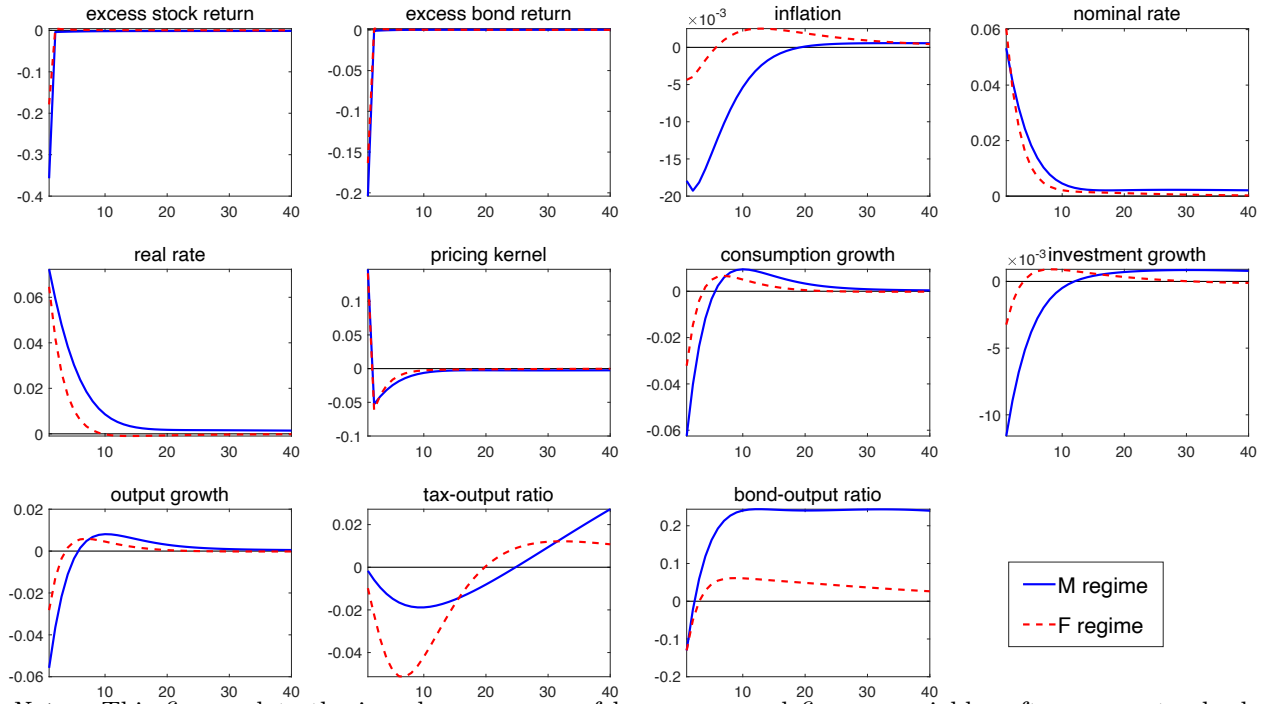 excess stock return
0
-0.1
-0.2
-0.3
-0.4
10 20 30 40
excess bond return
0
-0.05
-0.1
-0.15
-0.2
10 20 30 40
inflation
×10-3
0
-5
-10
-15
-20
10 20 30 40
nominal rate
0.06
0.04
0.02
0
10 20 30 40
real rate
0.06
0.04
0.02
0
10 20 30 40
pricing kernel
0.1
0.05
0
-0.05
-0.1
10 20 30 40
consumption growth
0
-0.02
-0.04
-0.06
10 20 30 40
×10-3 investment growth
0
-5
-10
10 20 30 40
output growth
0.02
0
-0.02
-0.04
-0.06
10 20 30 40
tax-output ratio
0.02
0
-0.02
-0.04
10 20 30 40
bond-output ratio
0.2
0.1
0
-0.1
-0.2
10 20 30 40
M regime
F regime
Notes: This figure plots the impulse responses of